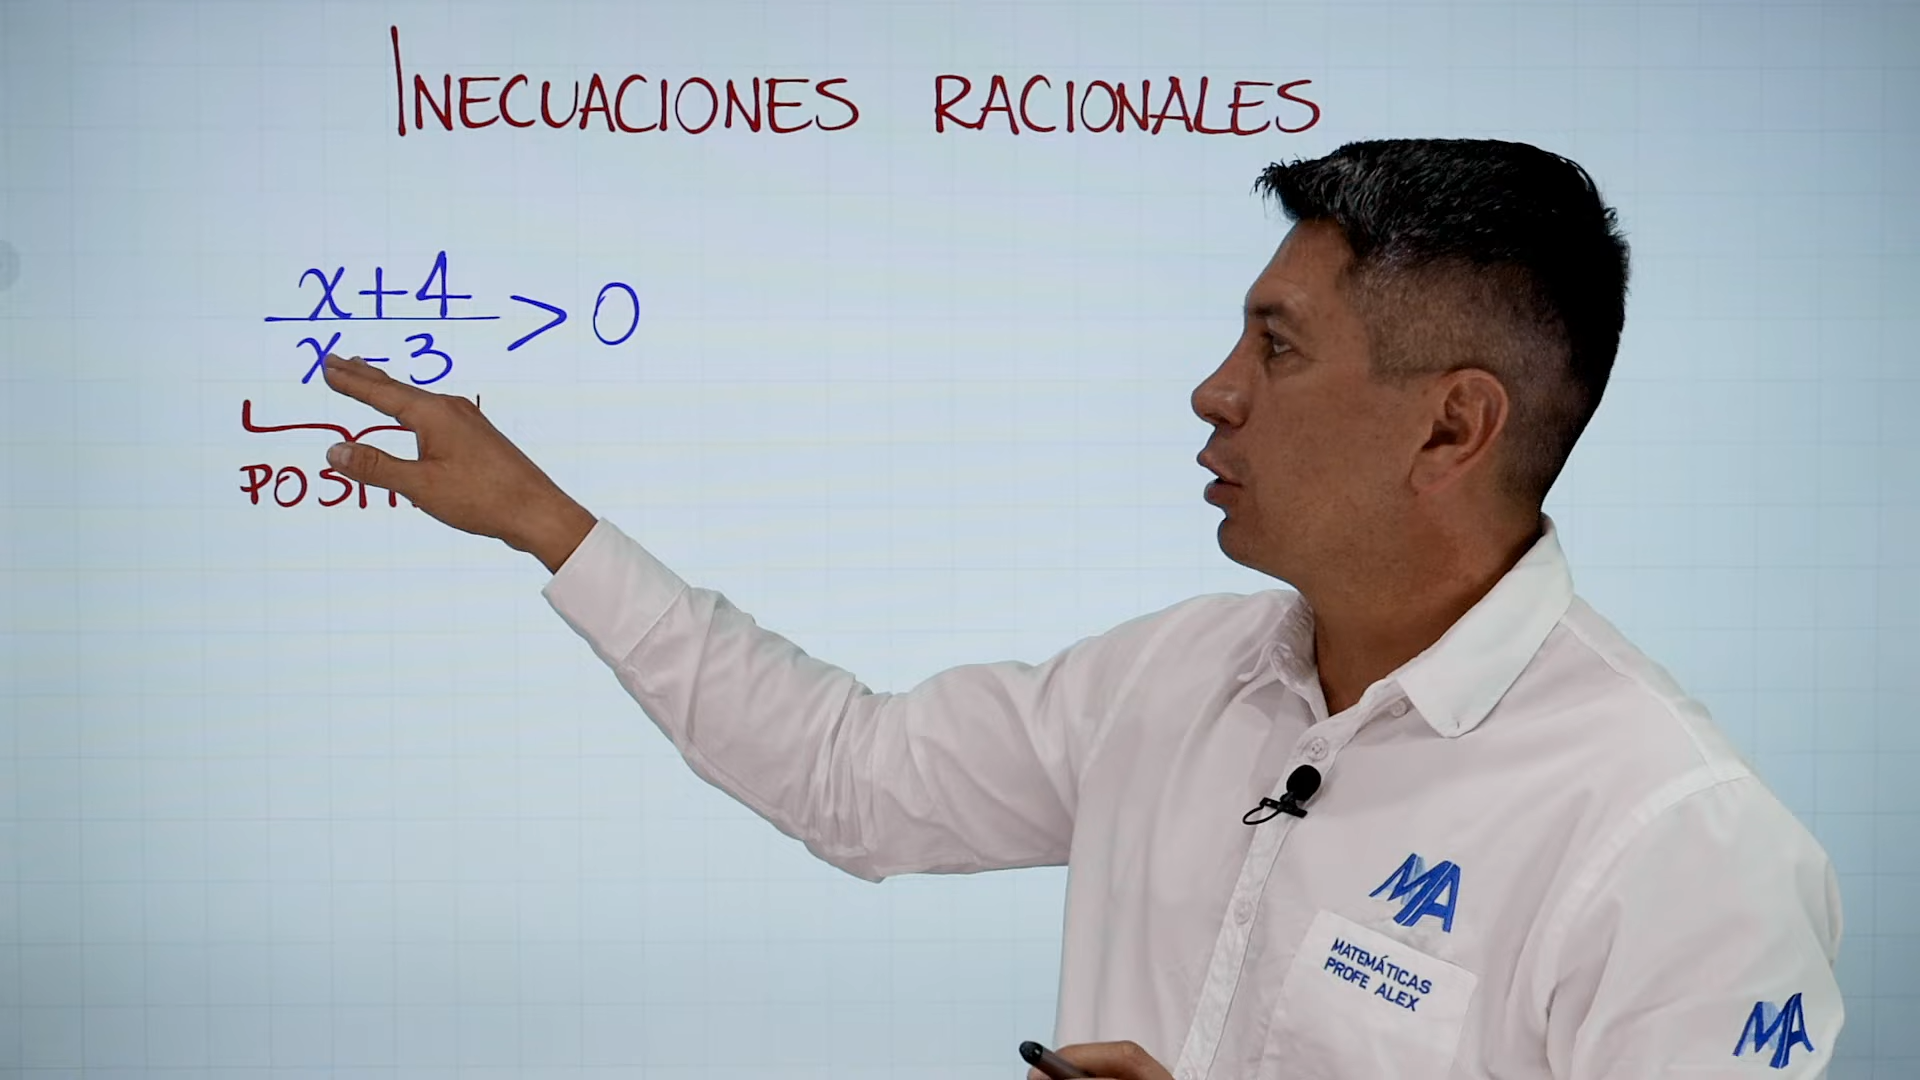 INECUACIONES RACIONALES
x+4
x-3
> 0
MA
MATEMÁTICAS
PROFE ALEX
MA